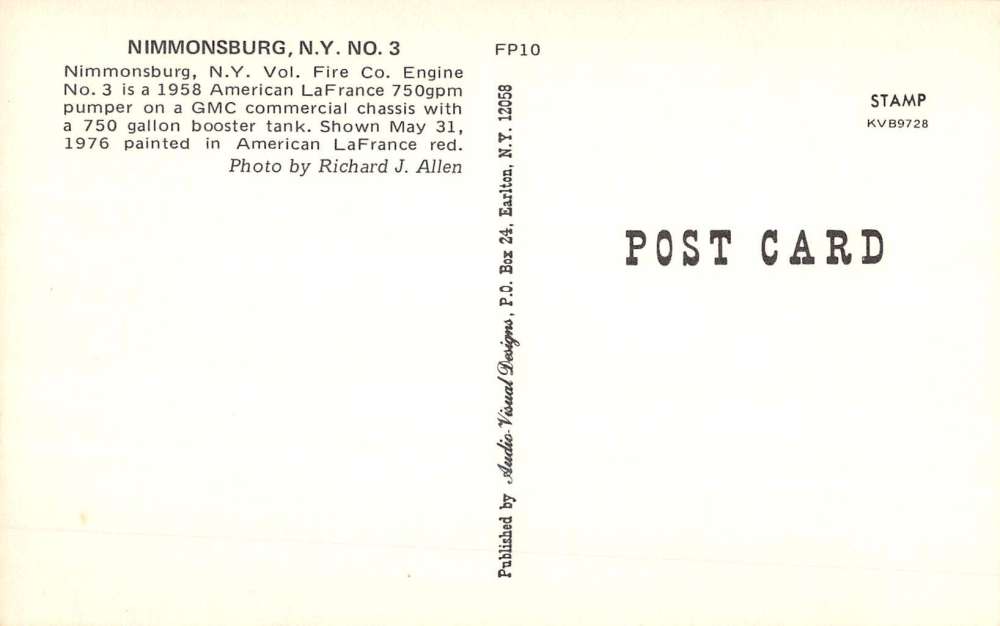 NIMMONSBURG, N.Y. NO. 3
Nimmonsburg, N.Y. Vol. Fire Co. Engine
No. 3 is a 1958 American LaFrance 750gpm
pumper on a GMC commercial chassis with
a 750 gallon booster tank. Shown May 31,
1976 painted in American LaFrance red.
Photo by Richard J. Allen
FP10
Published by Audio-Visual Designs, P.O. Box 24, Earlton, N.Y. 12058
STAMP
KVB9728
POST CARD